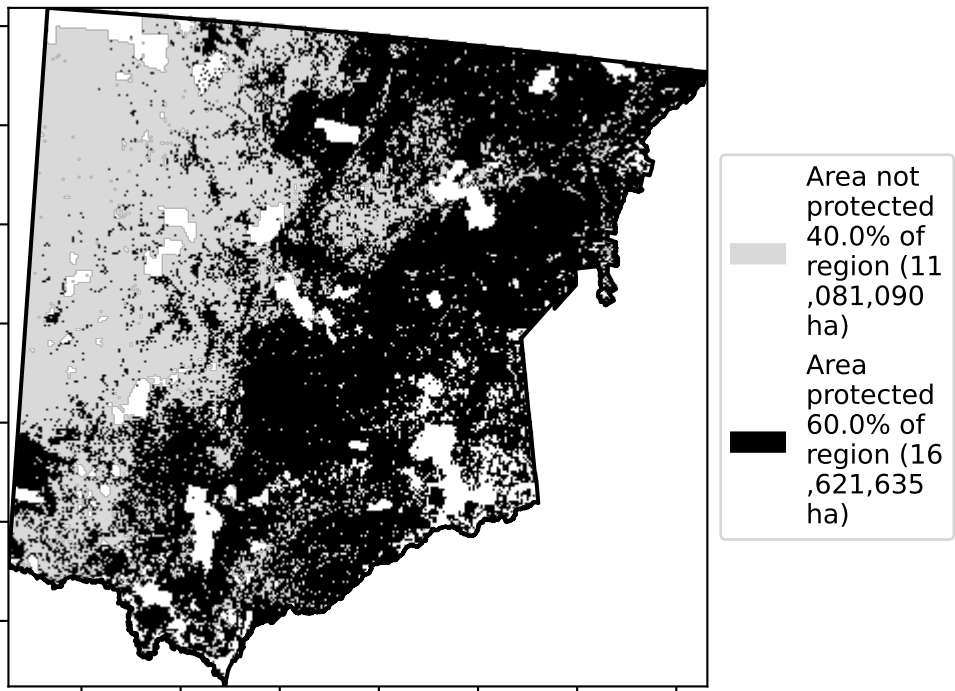 Area not
protected
40.0% of
region (11
,081,090
ha)
Area
protected
60.0% of
region (16
,621,635
ha)